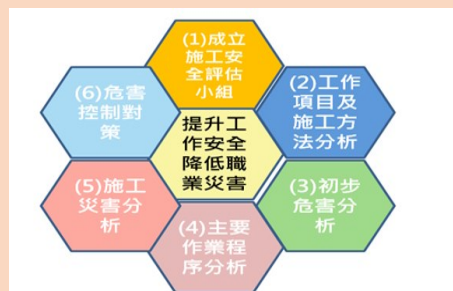 (1)成立
施工安
全評估
小組
(2)工作
項目及
施工方
法分析
(3)初步
危害分
析
(4)主要
作業程
序分析
(5)施工
災害分
析
(6)危害
控制對
策
提升工
作安全
降低職
業災害